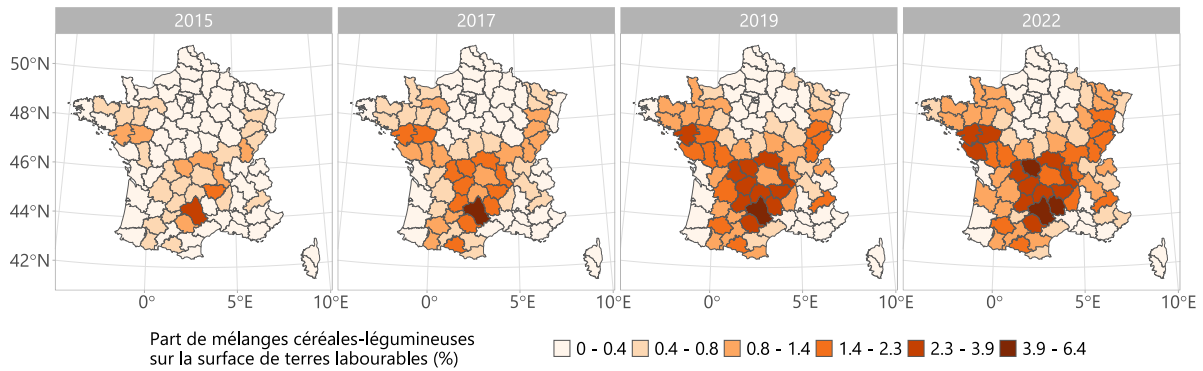 2015 2017 2019 2022
50°N
48°N
46°N
44°N
42°N
0° 5°E 10°E 0° 5°E 10°E 0° 5°E 10°E 0° 5°E 10°E
Part de mélanges céréales-légumineuses
sur la surface de terres labourables (%)
0 - 0.4 0.4 - 0.8 0.8 - 1.4 1.4 - 2.3 2.3 - 3.9 3.9 - 6.4